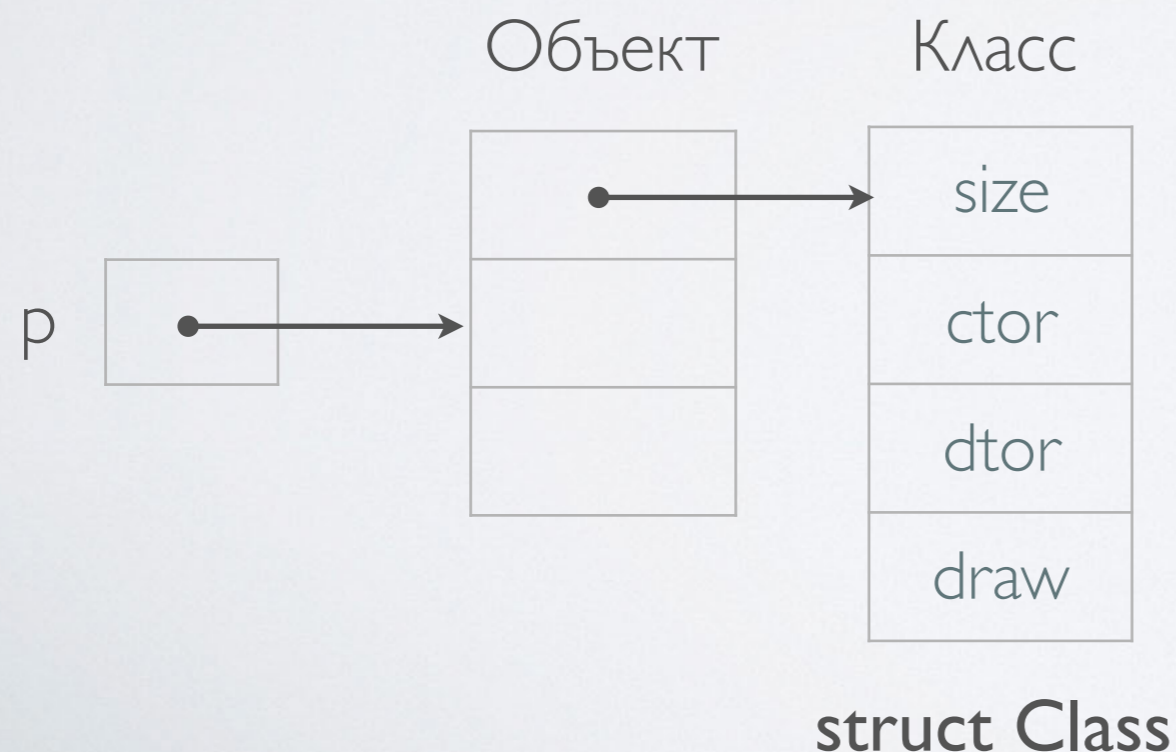 Объект Класс
size
p
ctor
dtor
draw
struct Class